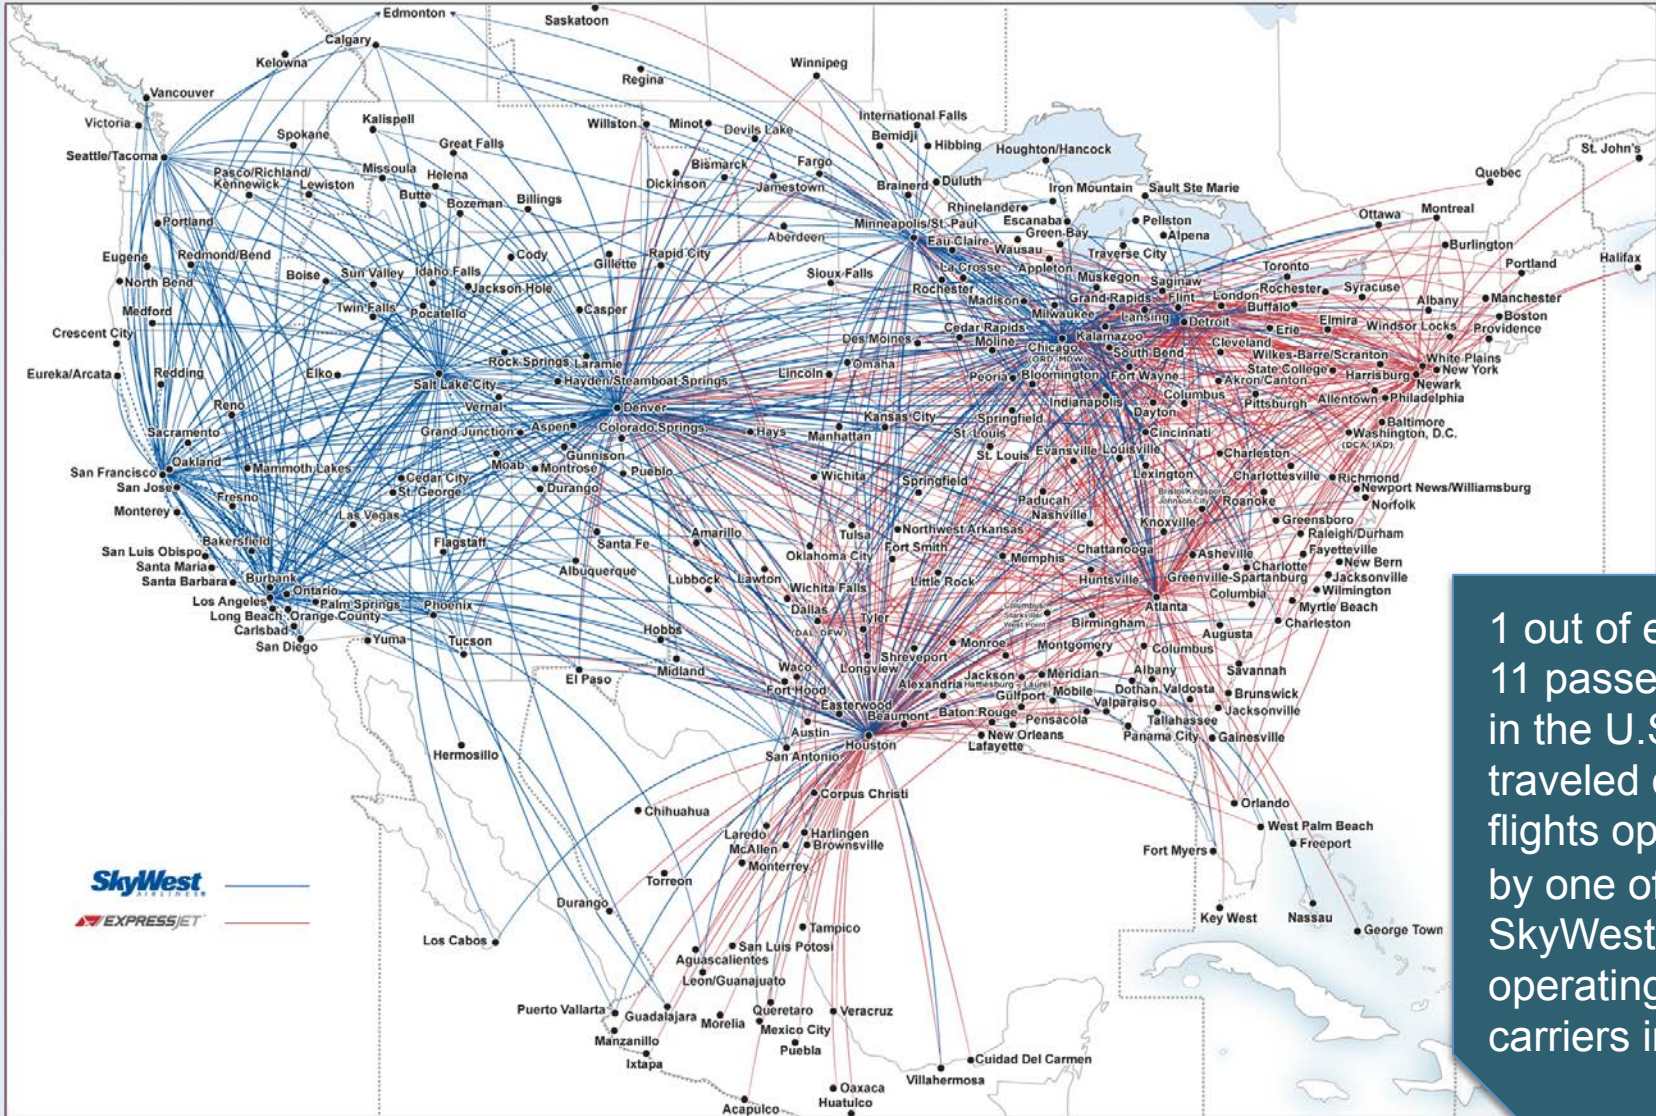 Edmonton
Saskatoon
Calgary
Kelowna
Regina
Winnipeg
Vancouver
Victoria
Seattle/Tacoma
Spokane
Kalispell
Great Falls
Williston
Minot
Devils Lake
International Falls
Bemidji
Hibbing
Houghton/Hancock
St. John's
Pasco/Richland/
Kennewick
Lewiston
Missoula
Helena
Butte
Bozeman
Billings
Dickinson
Bismarck
Jamestown
Fargo
Brainerd
Duluth
Iron Mountain
Sault Ste Marie
Quebec
Rhinelander
Escanaba
Pellston
Alpena
Ottawa
Montreal
Portland
Minneapolis/St. Paul
Eau Claire
Green Bay
Wausau
Traverse City
Burlington
Aberdeen
Eugene
Redmond/Bend
Boise
Sun Valley
Idaho Falls
Cody
Gillette
Rapid City
Sioux Falls
La Crosse
Appleton
Muskegon
Saginaw
Toronto
Portland
Halifax
North Bend
Jackson Hole
Rochester
Madison
Grand Rapids
Flint
London
Rochester
Syracuse
Albany
Manchester
Medford
Twin Falls
Pocatello
Casper
Milwaukee
Lansing
Detroit
Buffalo
Erie
Elmira
Windsor Locks
Boston
Providence
Crescent City
Des Moines
Cedar Rapids
Moline
Chicago
(ORD, MDW)
Kalamazoo
South Bend
Cleveland
Wilkes-Barre/Scranton
White Plains
New York
Eureka/Arcata
Redding
Elko
Rock Springs
Laramie
Salt Lake City
Hayden/Steamboat Springs
Lincoln
Omaha
Peoria
Bloomington
Fort Wayne
Akron/Canton
State College
Harrisburg
Newark
Reno
Vernal
Denver
Indianapolis
Columbus
Dayton
Pittsburgh
Allentown
Philadelphia
Sacramento
Grand Junction
Aspen
Colorado Springs
Hays
Manhattan
Kansas City
Springfield
St. Louis
Cincinnati
Baltimore
Washington, D.C.
(DCA, IAD)
San Francisco
Oakland
San Jose
Mammoth Lakes
Moab
Montrose
Gunnison
Pueblo
Wichita
St. Louis
Evansville
Louisville
Lexington
Charleston
Charlottesville
Richmond
Newport News/Williamsburg
Fresno
Cedar City
St. George
Durango
Springfield
Paducah
Bristol/Kingsport/
Johnson City
Roanoke
Norfolk
Monterey
Las Vegas
Nashville
Knoxville
Greensboro
Raleigh/Durham
Bakersfield
Flagstaff
Santa Fe
Amarillo
Tulsa
Northwest Arkansas
Oklahoma City
Fort Smith
Memphis
Chattanooga
Asheville
Fayetteville
New Bern
San Luis Obispo
Santa Maria
Santa Barbara
Burbank
Ontario
Albuquerque
Lubbock
Lawton
Wichita Falls
Little Rock
Huntsville
Greenville-Spartanburg
Charlotte
Jacksonville
Wilmington
Los Angeles
Palm Springs
Long Beach
Orange County
Carlsbad
San Diego
Phoenix
Dallas
(DAL, DFW)
Tyler
Columbus/
Starkville/
West Point
Birmingham
Atlanta
Columbia
Myrtle Beach
Charleston
Yuma
Tucson
Hobbs
Midland
El Paso
Waco
Fort Hood
Longview
Shreveport
Monroe
Montgomery
Columbus
Augusta
Savannah
Jackson
Meridian
Albany
Alexandria
Hattiesburg - Laurel
Gulfport
Mobile
Dothan
Valdosta
Brunswick
Easterwood
Beaumont
Baton Rouge
Pensacola
Valparaiso
Tallahassee
Jacksonville
Austin
Houston
New Orleans
Lafayette
Panama City
Gainesville
San Antonio
Hermosillo
Chihuahua
Corpus Christi
Laredo
Harlingen
McAllen
Brownsville
Monterrey
Orlando
West Palm Beach
Fort Myers
Freeport
Torreon
Durango
Los Cabos
Key West
Nassau
George Town
Tampico
San Luis Potosi
Aguascalientes
Leon/Guanajuato
Puerto Vallarta
Guadalajara
Morelia
Queretaro
Mexico City
Veracruz
Manzanillo
Ixtapa
Puebla
Cuidad Del Carmen
Villahermosa
Oaxaca
Huatulco
Acapulco
SkyWest
AIRLINES
EXPRESSJET
1 out of e
11 passe
in the U.S
traveled
flights op
by one of
SkyWest
operating
carriers i